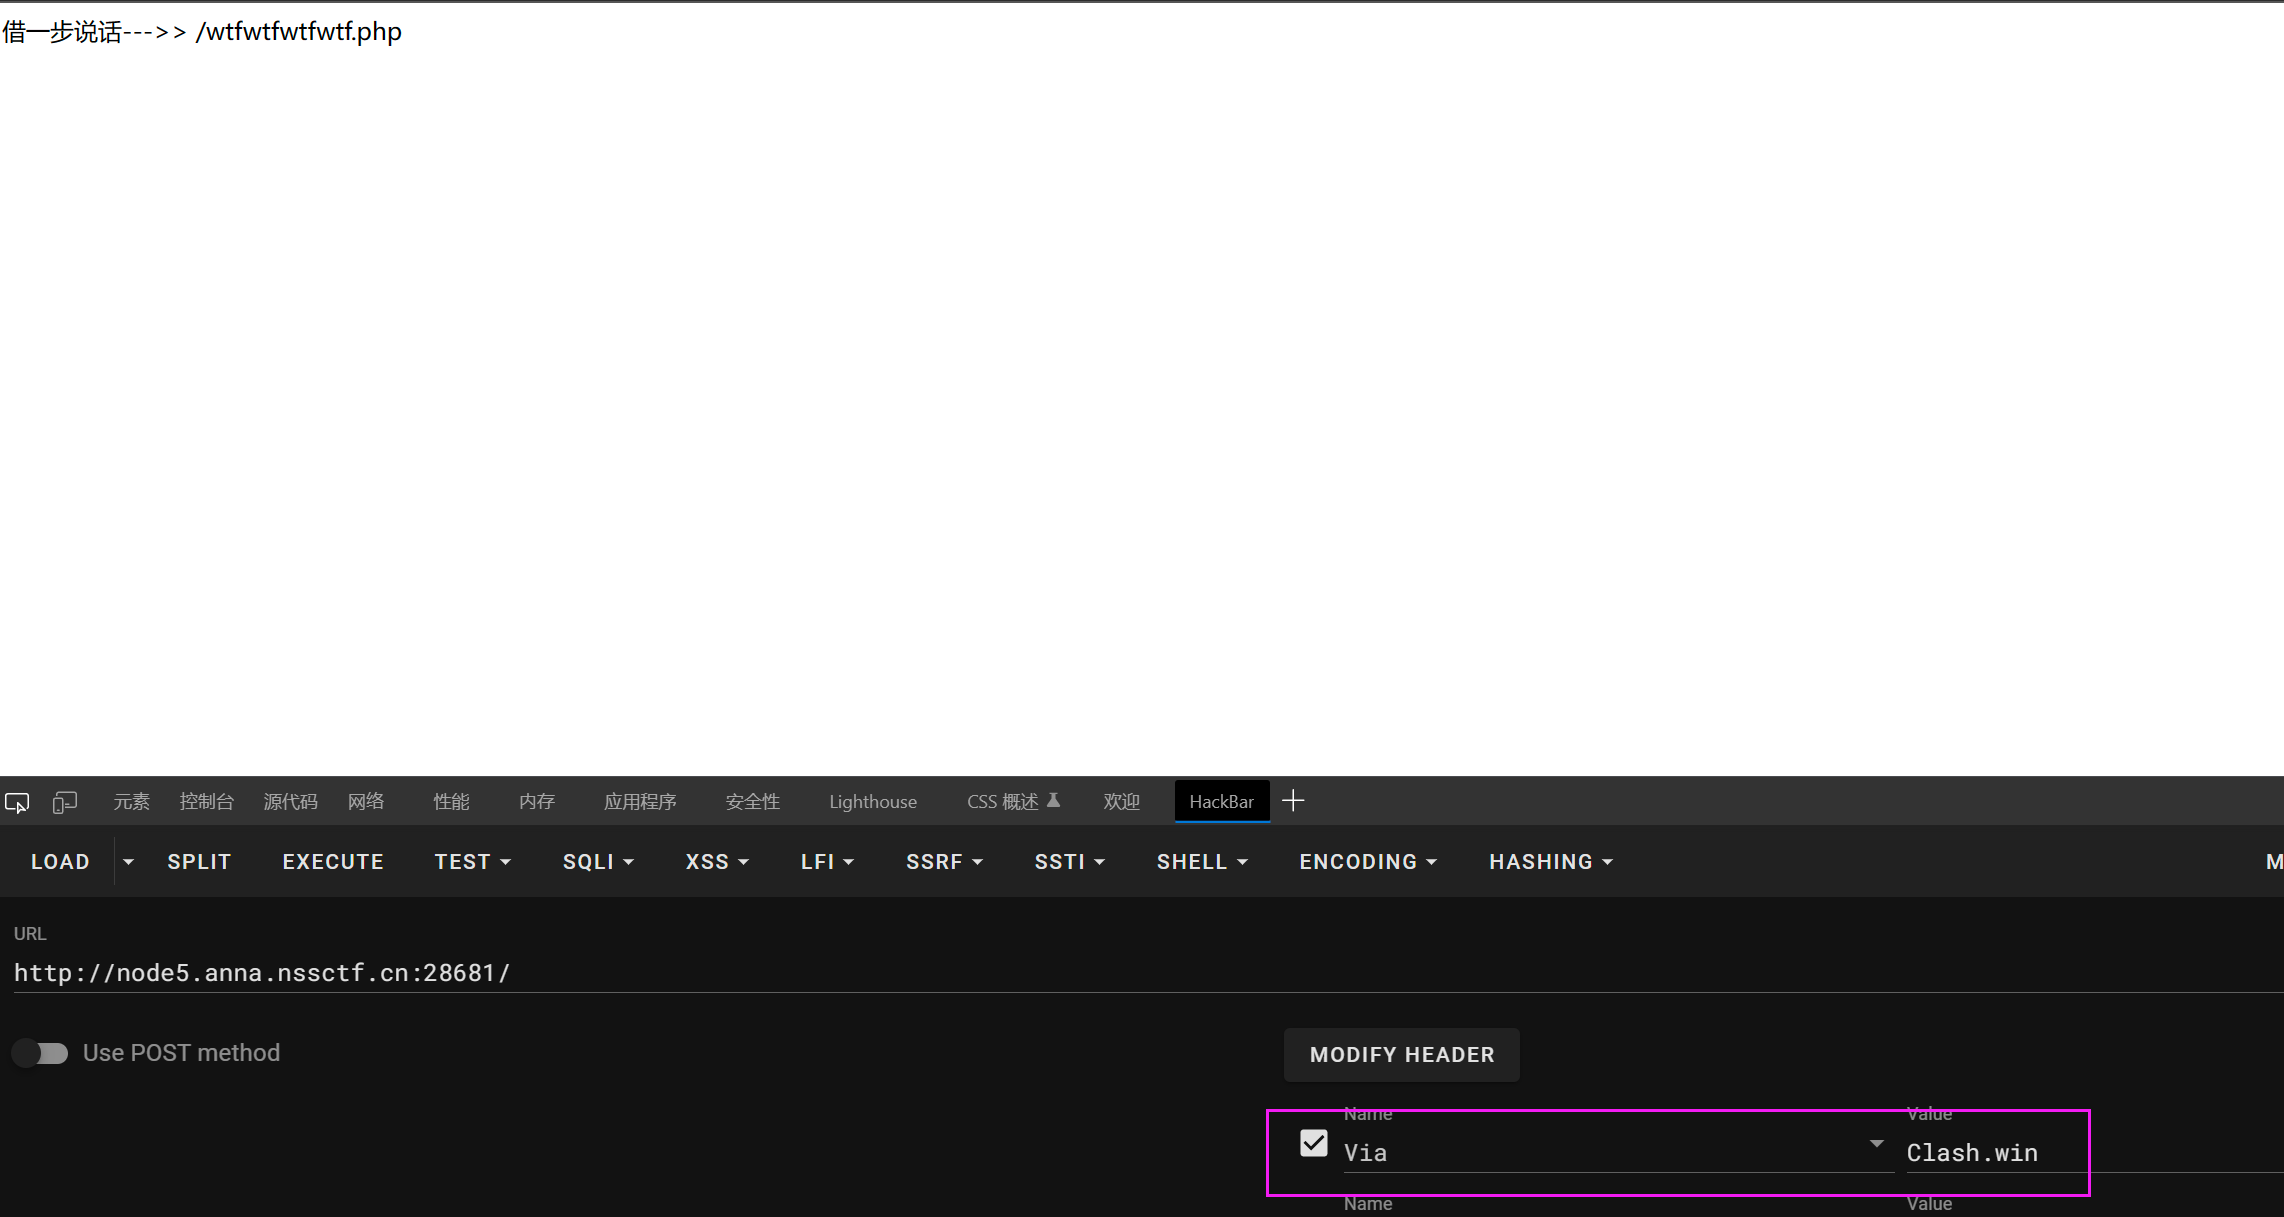 借一步说话--->> /wtfwtfwtfwtf.php
元素 控制台 源代码 网络 性能 内存 应用程序 安全性 Lighthouse CSS 概述 欢迎 HackBar
LOAD SPLIT EXECUTE TEST SQLI XSS LFI SSRF SSTI SHELL ENCODING HASHING M
URL
http://node5.anna.nssctf.cn:28681/
Use POST method MODIFY HEADER
Name Value
Via Clash.win
Name Value